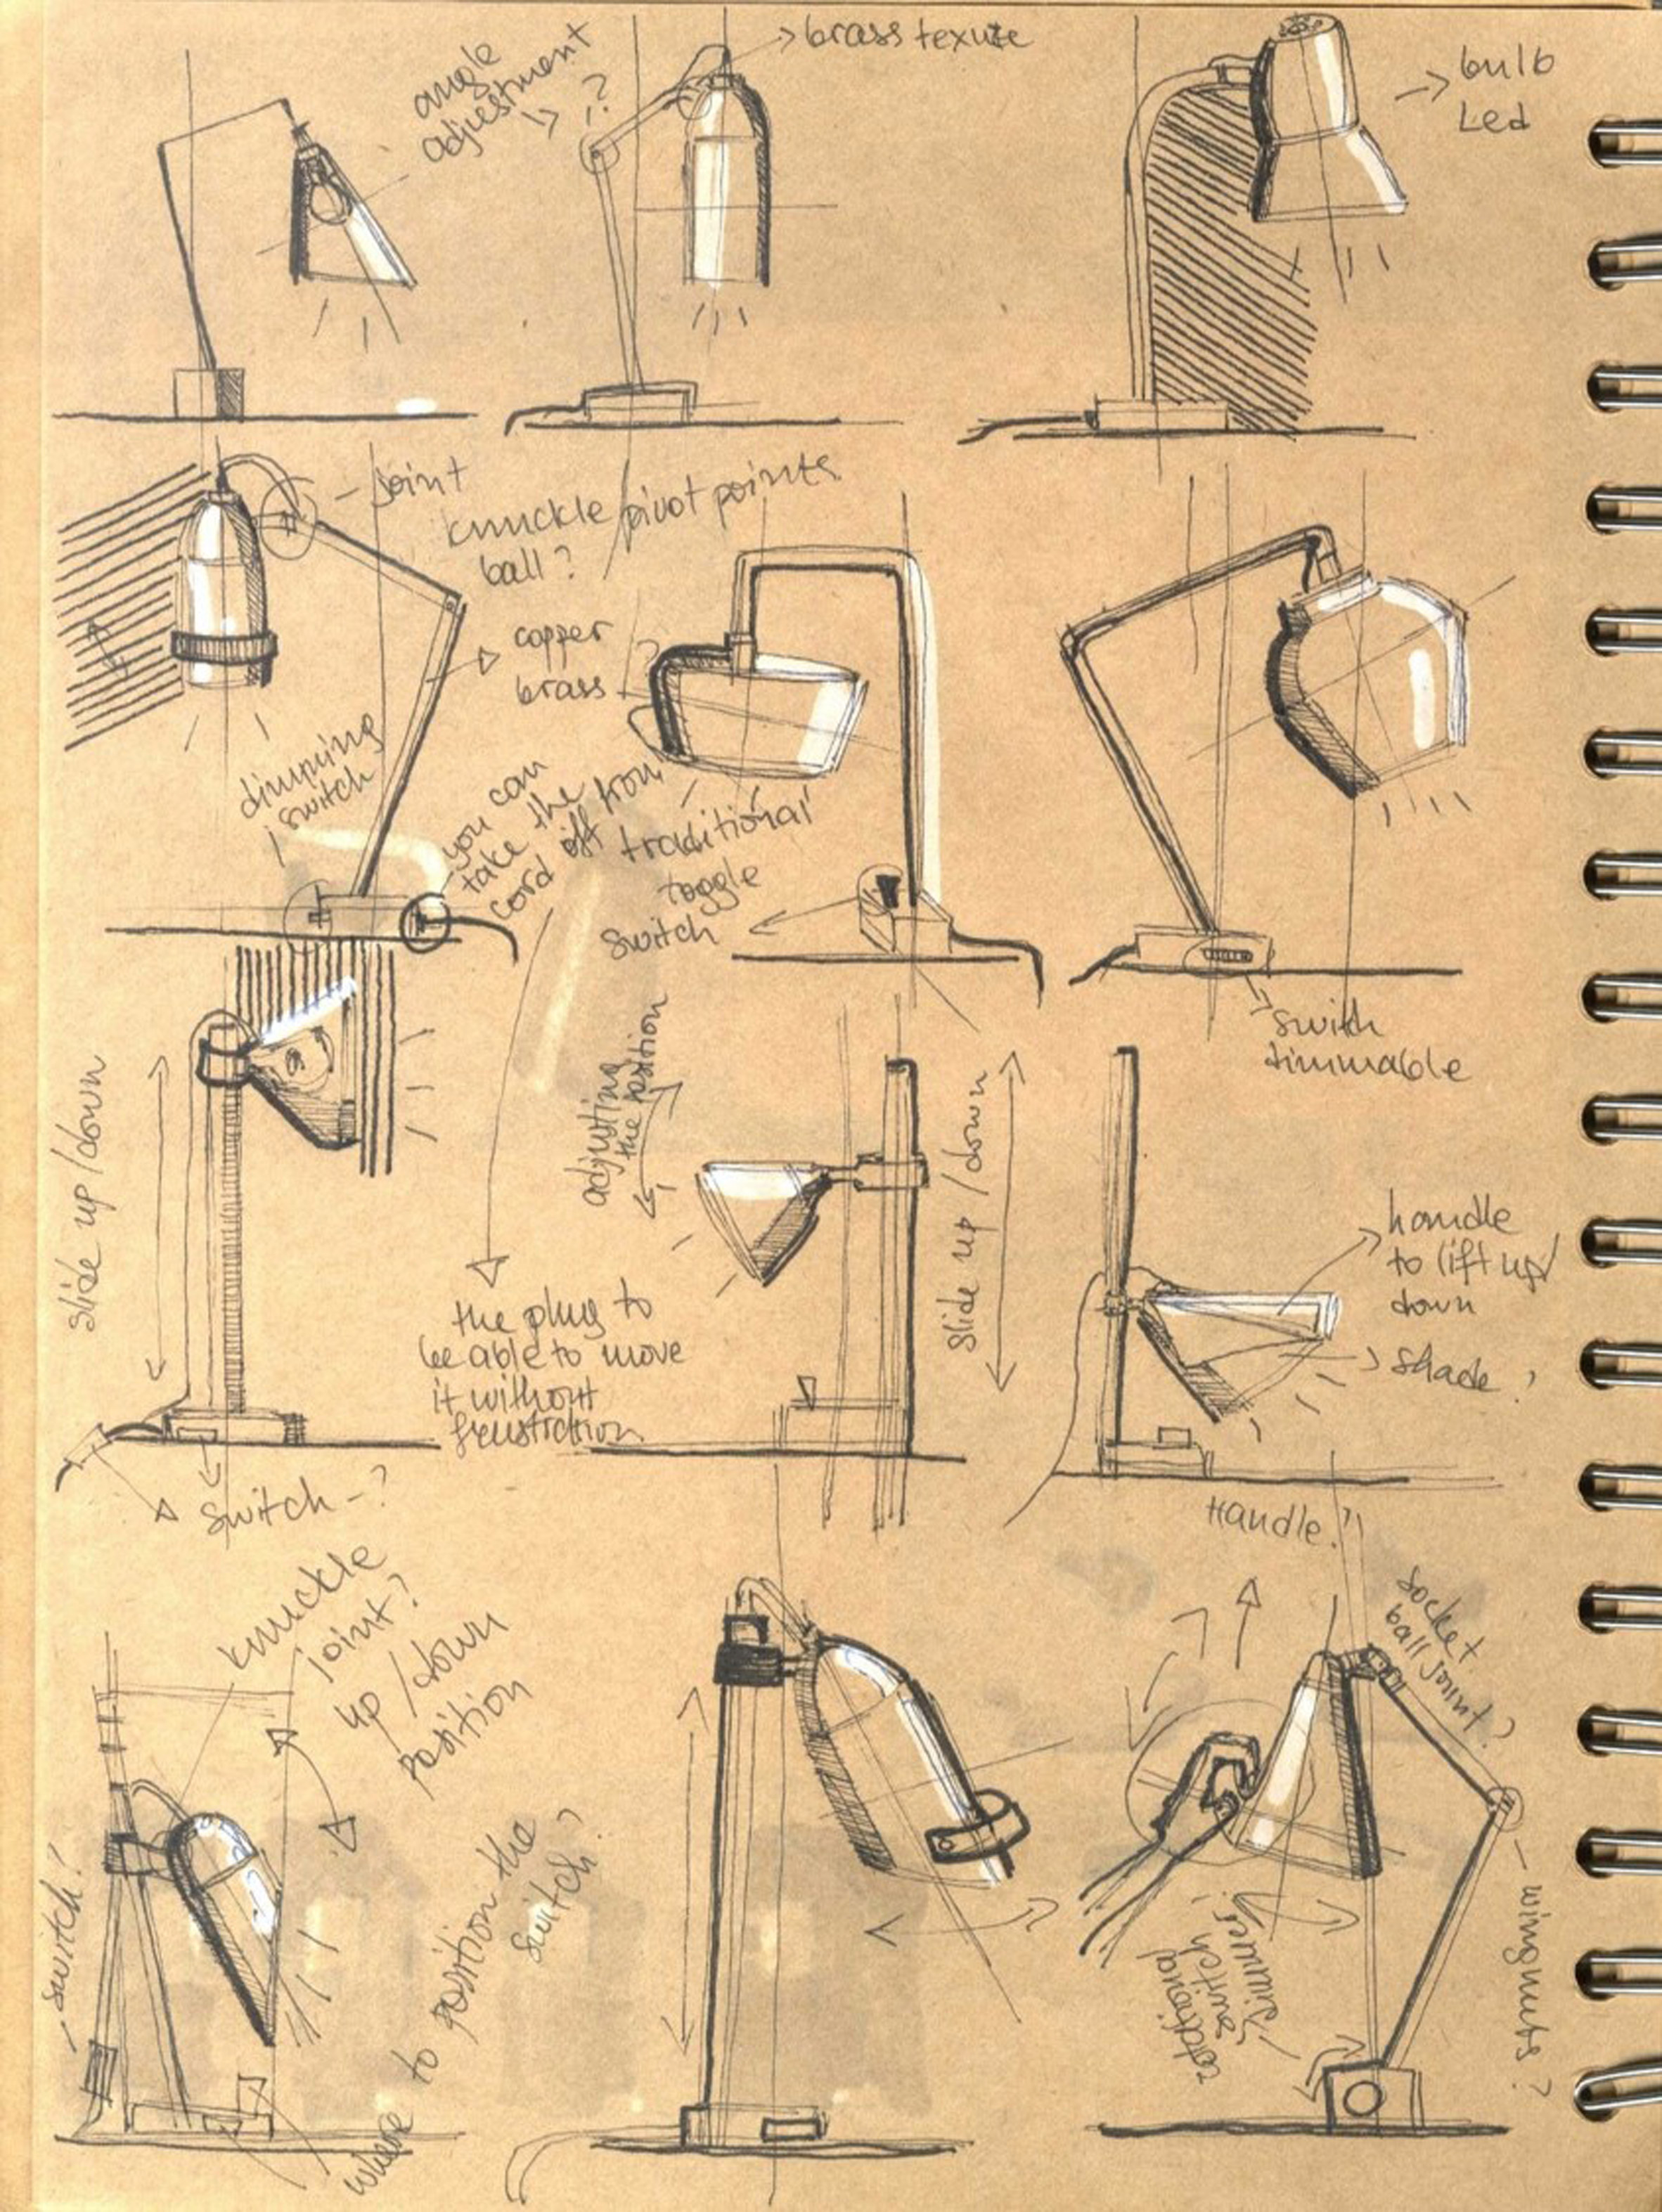 angle
adjestment
?
brass texure
bulb
Led
joint
knuckle pivot points
ball?
copper
brass
?
dimming
switch
you can
take the
cord off from
traditional
toggle
switch
switch
dimmable
slide up/down
adjusting
the position
slide up /down
the plug to
be able to move
it without
frustration
handle
to lift up/
down
shade?
switch - ?
Handle?
knuckle
joint?
up /down
position
switch?
where to position the
switch?
socket
ball joint?
rotational
switch
dimmer
wingnuts?